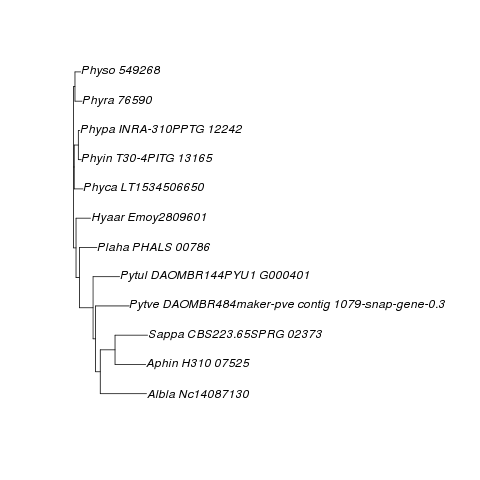 Physo 549268
Phyra 76590
Phypa INRA-310PPTG 12242
Phyin T30-4PITG 13165
Phyca LT1534506650
Hyaar Emoy2809601
Plaha PHALS 00786
Pytul DAOMBR144PYU1 G000401
Pytve DAOMBR484maker-pve contig 1079-snap-gene-0.3
Sappa CBS223.65SPRG 02373
Aphin H310 07525
Albla Nc14087130